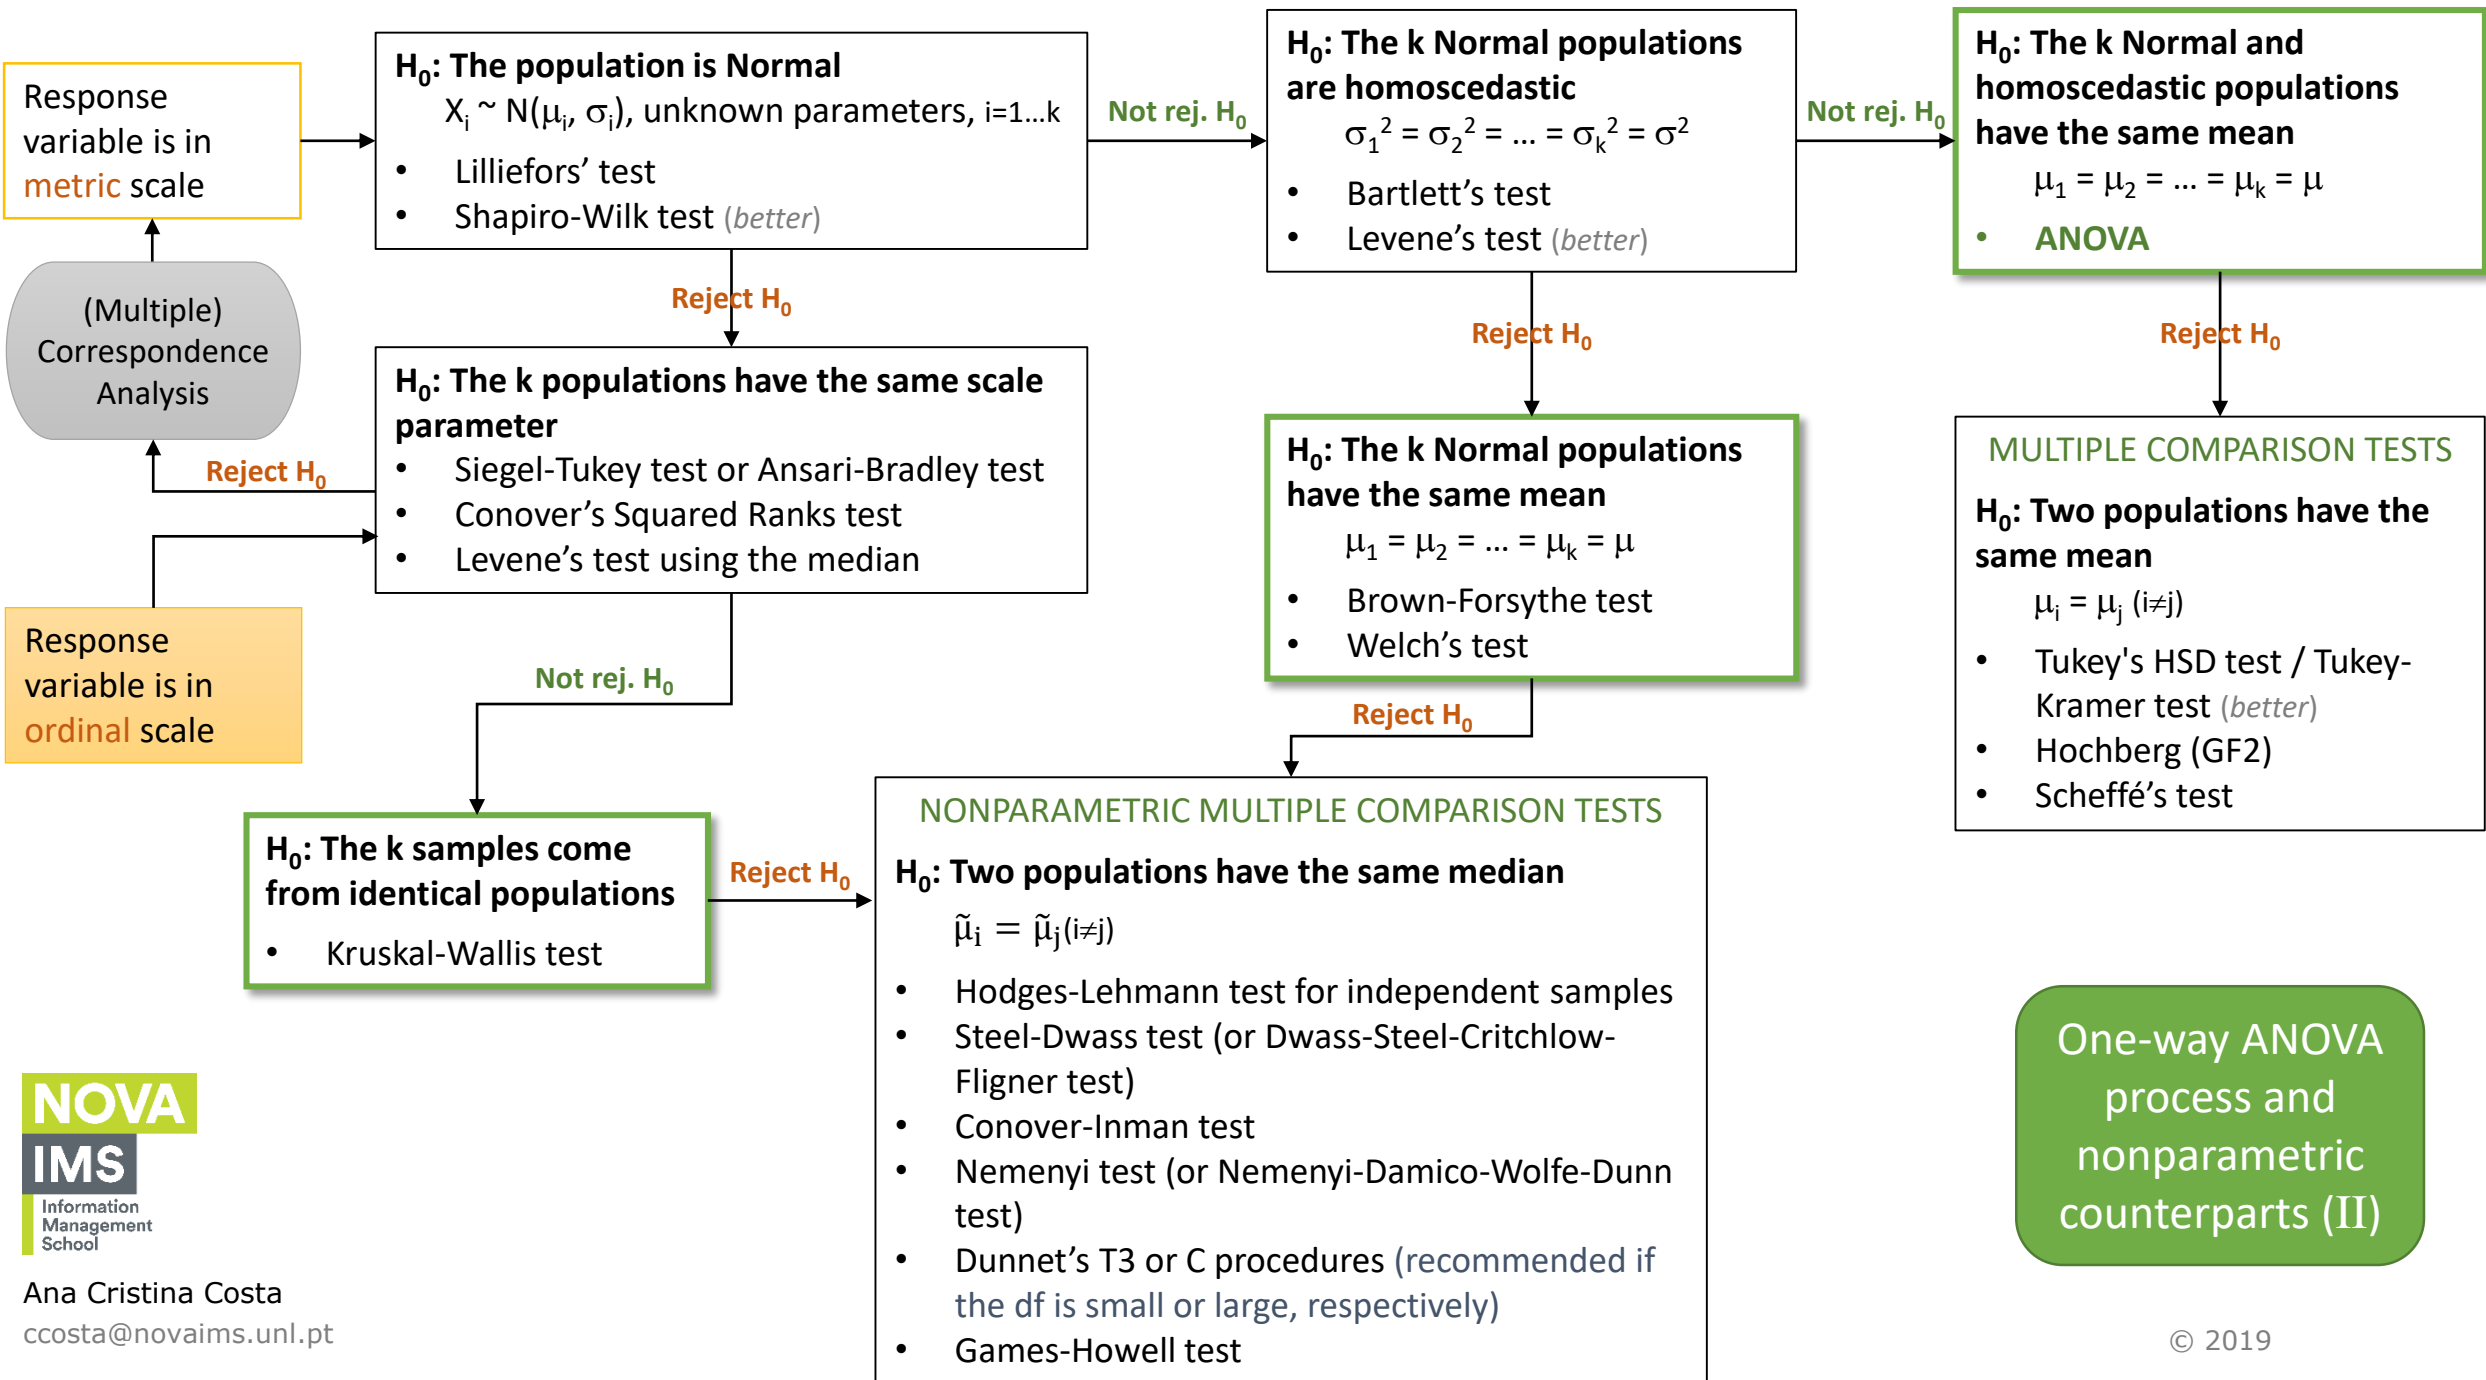 Response
variable is in
metric scale
H₀: The population is Normal
Xᵢ ~ N(μᵢ, σᵢ), unknown parameters, i=1…k
• Lilliefors’ test
• Shapiro-Wilk test (better)
Not rej. H₀
H₀: The k Normal populations
are homoscedastic
σ₁² = σ₂² = … = σₖ² = σ²
• Bartlett’s test
• Levene’s test (better)
Not rej. H₀
H₀: The k Normal and
homoscedastic populations
have the same mean
μ₁ = μ₂ = … = μₖ = μ
• ANOVA
(Multiple)
Correspondence
Analysis
Reject H₀
Reject H₀
Reject H₀
H₀: The k populations have the same scale
parameter
• Siegel-Tukey test or Ansari-Bradley test
• Conover’s Squared Ranks test
• Levene’s test using the median
Reject H₀
H₀: The k Normal populations
have the same mean
μ₁ = μ₂ = … = μₖ = μ
• Brown-Forsythe test
• Welch’s test
MULTIPLE COMPARISON TESTS
H₀: Two populations have the
same mean
μᵢ = μⱼ (i≠j)
• Tukey's HSD test / Tukey-
Kramer test (better)
• Hochberg (GF2)
• Scheffé’s test
Response
variable is in
ordinal scale
Not rej. H₀
Reject H₀
H₀: The k samples come
from identical populations
• Kruskal-Wallis test
Reject H₀
NONPARAMETRIC MULTIPLE COMPARISON TESTS
H₀: Two populations have the same median
μ̃ᵢ = μ̃ⱼ(i≠j)
• Hodges-Lehmann test for independent samples
• Steel-Dwass test (or Dwass-Steel-Critchlow-
Fligner test)
• Conover-Inman test
• Nemenyi test (or Nemenyi-Damico-Wolfe-Dunn
test)
• Dunnet’s T3 or C procedures (recommended if
the df is small or large, respectively)
• Games-Howell test
One-way ANOVA
process and
nonparametric
counterparts (II)
NOVA
IMS
Information
Management
School
Ana Cristina Costa
ccosta@novaims.unl.pt
© 2019